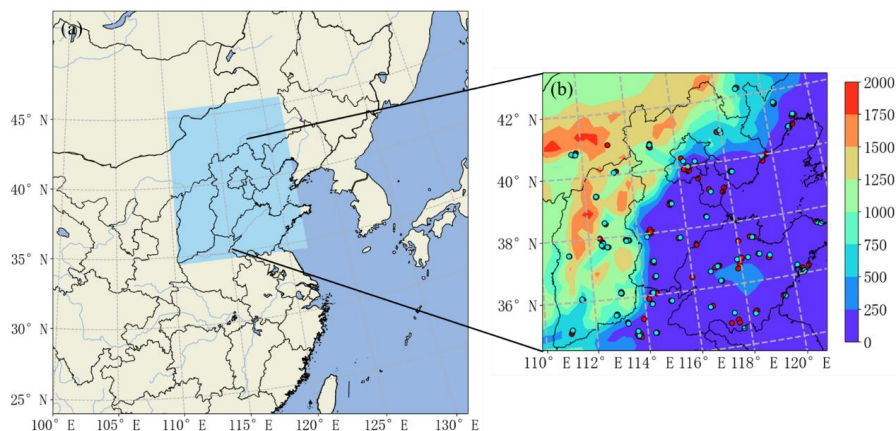 (a)
45° N
40° N
35° N
30° N
25° N
100° E
105° E
110° E
115° E
120° E
125° E
130° E
(b)
42° N
40° N
38° N
36° N
110° E
112° E
114° E
116° E
118° E
120° E
2000
1750
1500
1250
1000
750
500
250
0